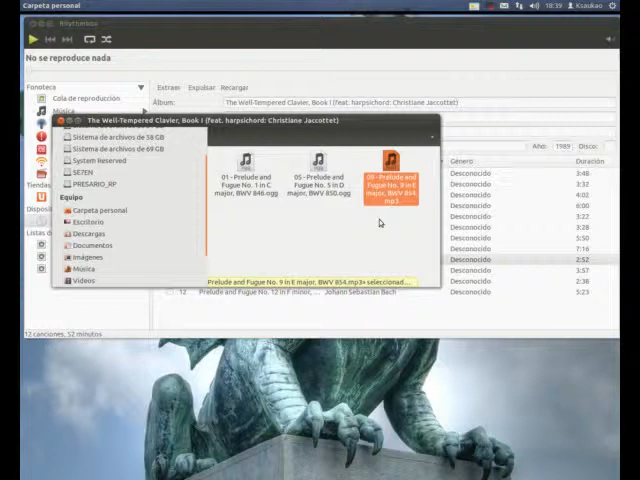 Carpeta personal
18:39
Ksaukao
Rhythmbox
No se reproduce nada
Fonoteca
Extraer
Expulsar
Recargar
Cola de reproducción
Álbum:
The Well-Tempered Clavier, Book I (feat. harpsichord: Christiane Jaccottet)
Música
The Well-Tempered Clavier, Book I (feat. harpsichord: Christiane Jaccottet)
Sistema de archivos de 38 GB
Sistema de archivos de 69 GB
System Reserved
SE7EN
PRESARIO_RP
Equipo
Carpeta personal
Escritorio
Descargas
Documentos
Imágenes
Música
Vídeos
01 - Prelude and
Fugue No. 1 in C
major, BWV 846.ogg
05 - Prelude and
Fugue No. 5 in D
major, BWV 850.ogg
09 - Prelude and
Fugue No. 9 in E
major, BWV 854.
mp3
Prelude and Fugue No. 9 in E major, BWV 854.mp3» seleccionad...
Año:
1989
Disco:
Género
Duración
Desconocido
3:48
Desconocido
3:32
Desconocido
4:02
Desconocido
6:00
Desconocido
3:22
Desconocido
3:28
Desconocido
5:50
Desconocido
7:16
Desconocido
2:52
Desconocido
3:57
Desconocido
2:38
12
Prelude and Fugue No. 12 in F minor, ...
Johann Sebastian Bach
Desconocido
5:23
Tiendas
Disposi
Listas d
12 canciones, 52 minutos